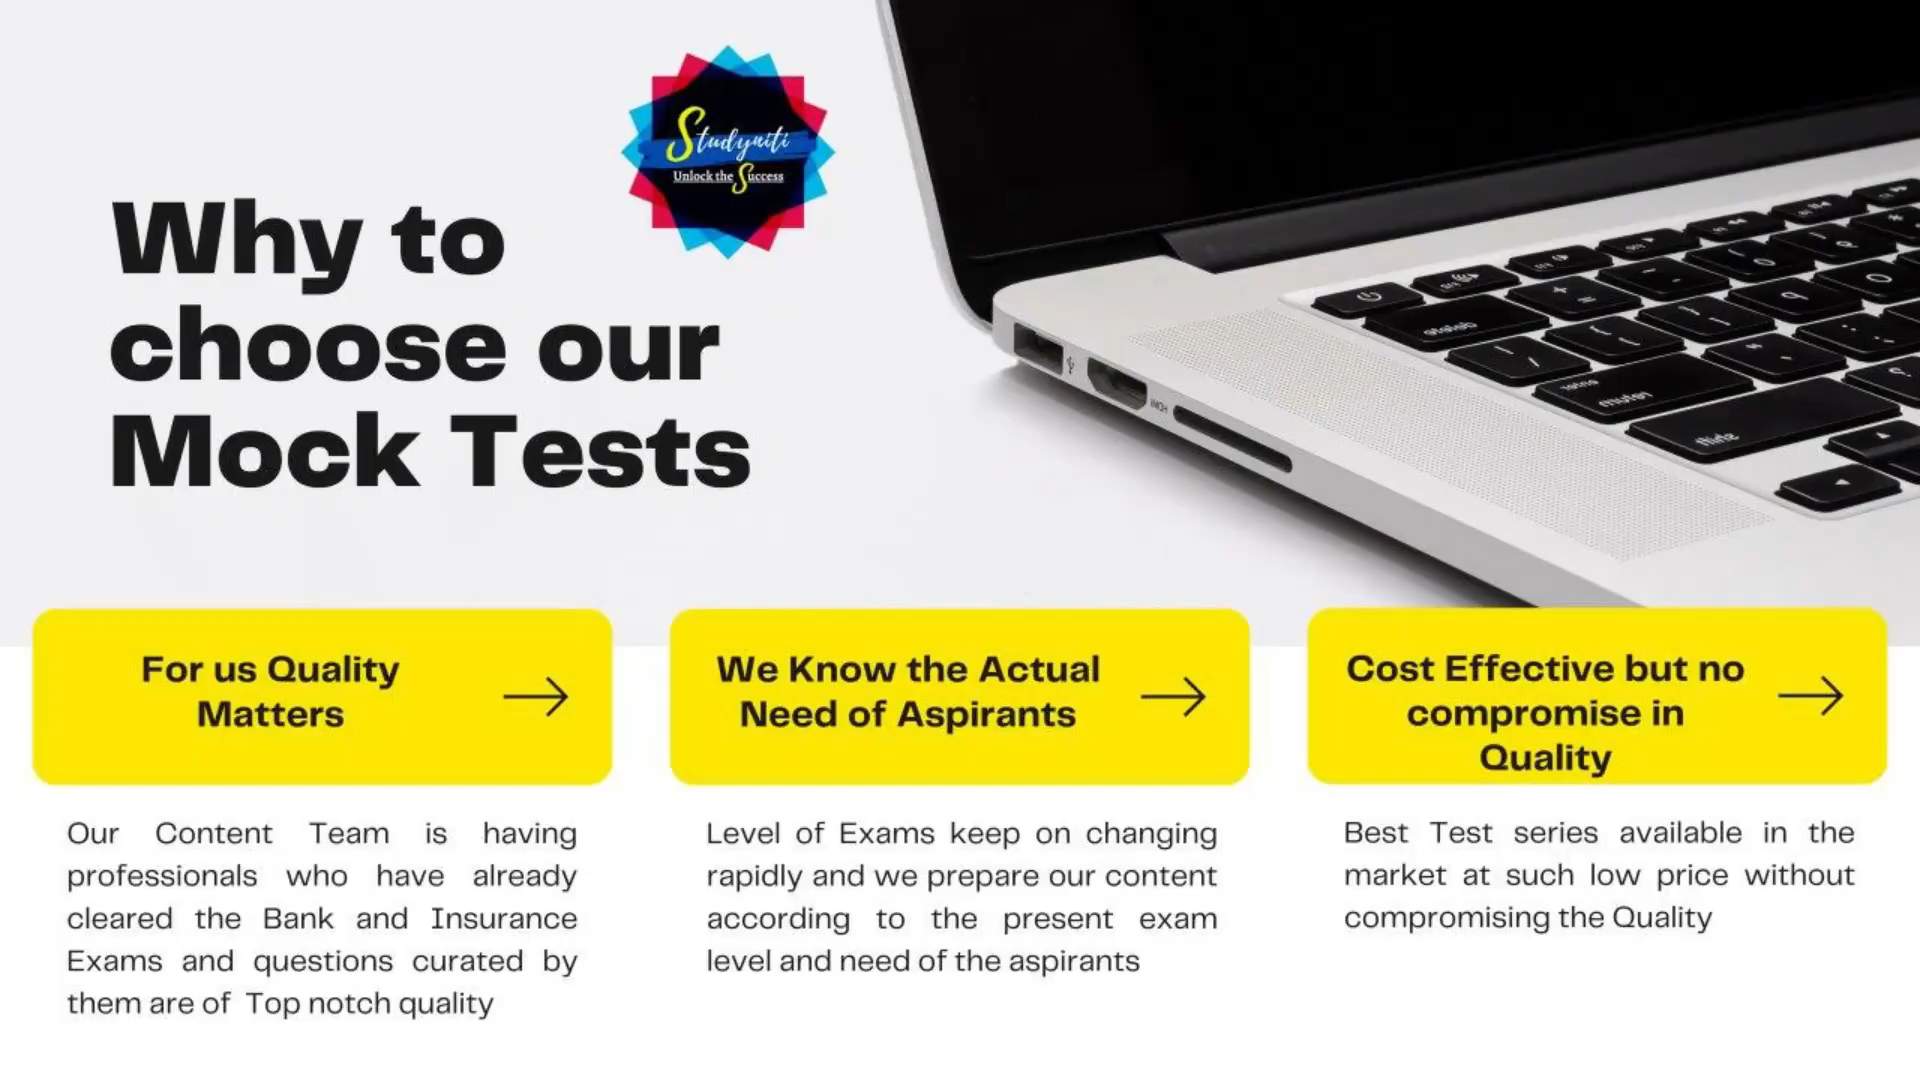 Studyniti
Unlock the Success
Why to
choose our
Mock Tests
For us Quality
Matters
We Know the Actual
Need of Aspirants
Cost Effective but no
compromise in
Quality
Our Content Team is having
professionals who have already
cleared the Bank and Insurance
Exams and questions curated by
them are of Top notch quality
Level of Exams keep on changing
rapidly and we prepare our content
according to the present exam
level and need of the aspirants
Best Test series available in the
market at such low price without
compromising the Quality